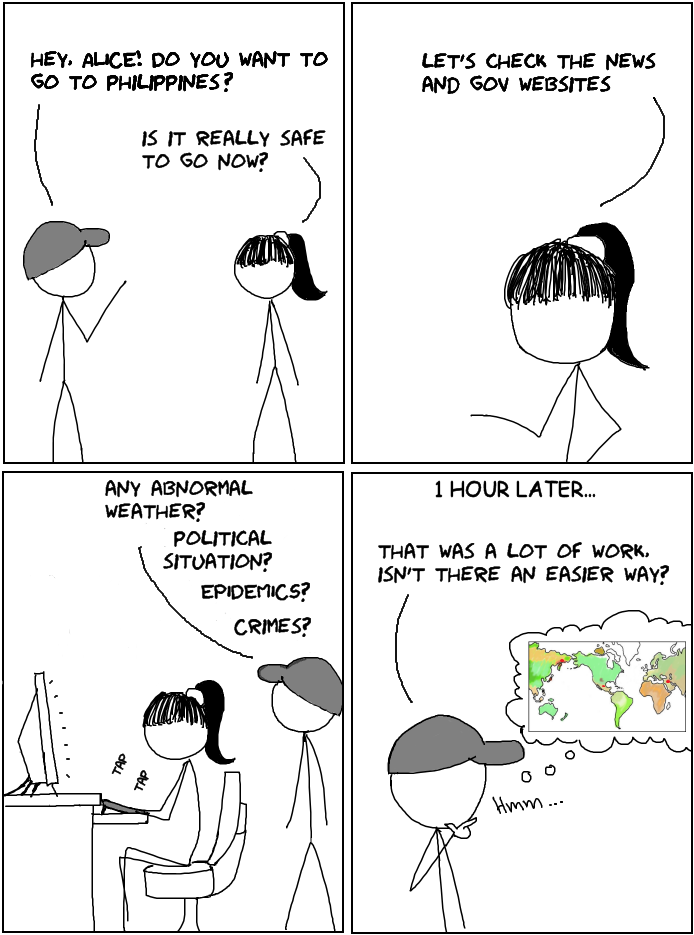 HEY, ALICE! DO YOU WANT TO
GO TO PHILIPPINES?
IS IT REALLY SAFE
TO GO NOW?
LET'S CHECK THE NEWS
AND GOV WEBSITES
ANY ABNORMAL
WEATHER?
POLITICAL
SITUATION?
EPIDEMICS?
CRIMES?
TAP
TAP
1 HOUR LATER...
THAT WAS A LOT OF WORK.
ISN'T THERE AN EASIER WAY?
Hmm...